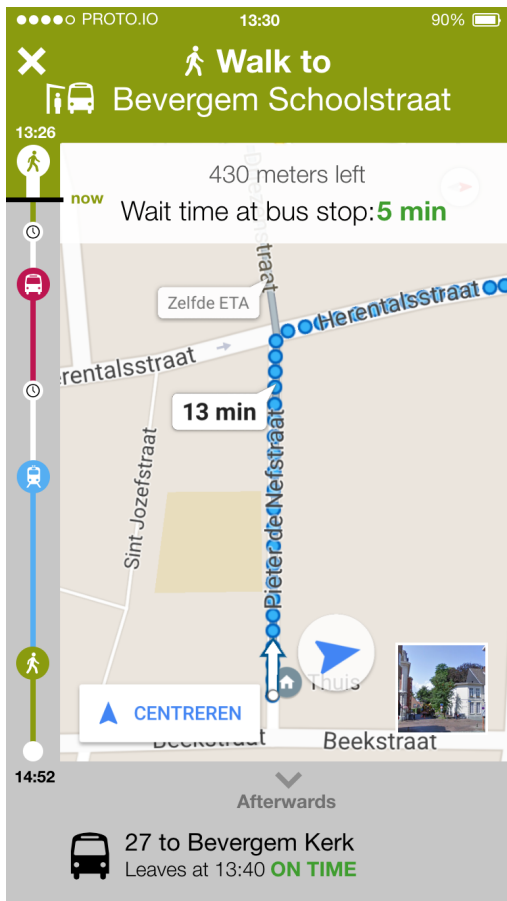 PROTO.IO 13:30 90%
Walk to
Bevergem Schoolstraat
13:26
now
430 meters left
Wait time at bus stop: 5 min
Zelfde ETA
Herentalsstraat
erentalsstraat
13 min
Pieter de Nefstraat
Sint Jozefstraat
Thuis
CENTREREN
Beekstraat
Beekstraat
14:52
Afterwards
27 to Bevergem Kerk
Leaves at 13:40 ON TIME